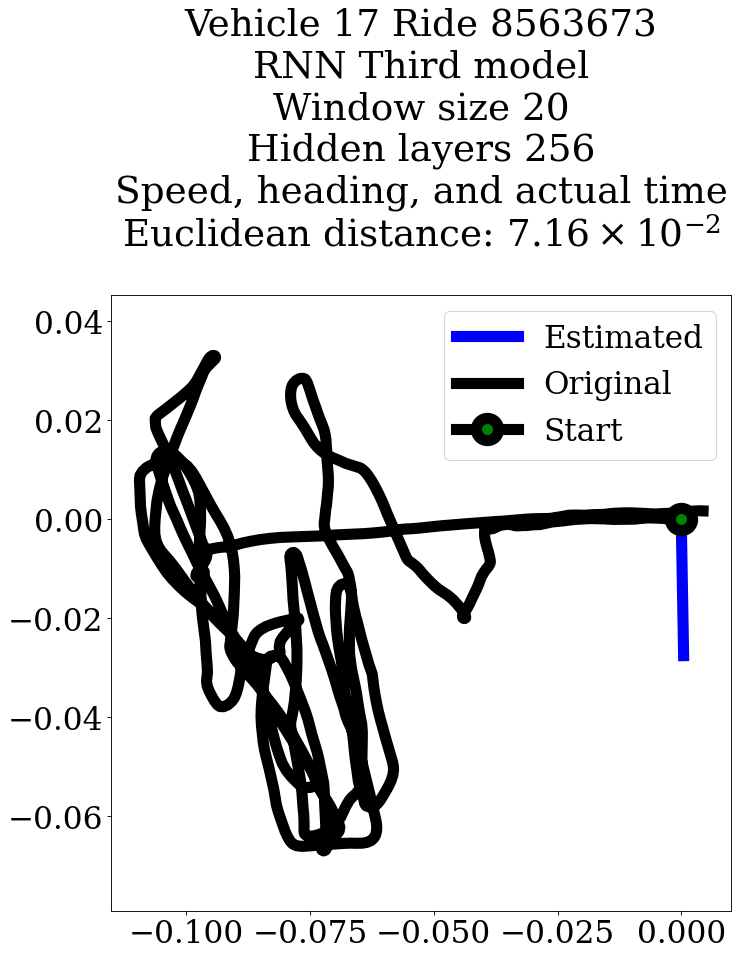 Vehicle 17 Ride 8563673
RNN Third model
Window size 20
Hidden layers 256
Speed, heading, and actual time
Euclidean distance: 7.16 × 10⁻²
Estimated
Original
Start
0.04
0.02
0.00
−0.02
−0.04
−0.06
−0.100 −0.075 −0.050 −0.025 0.000